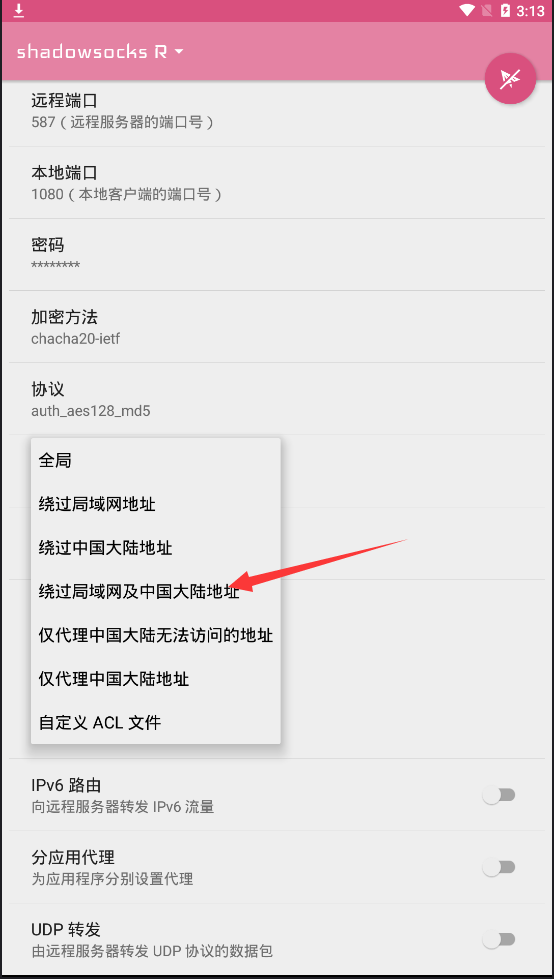 3:13
shadowsocks R
远程端口
587（远程服务器的端口号）
本地端口
1080（本地客户端的端口号）
密码
********
加密方法
chacha20-ietf
协议
auth_aes128_md5
全局
绕过局域网地址
绕过中国大陆地址
绕过局域网及中国大陆地址
仅代理中国大陆无法访问的地址
仅代理中国大陆地址
自定义 ACL 文件
IPv6 路由
向远程服务器转发 IPv6 流量
分应用代理
为应用程序分别设置代理
UDP 转发
由远程服务器转发 UDP 协议的数据包